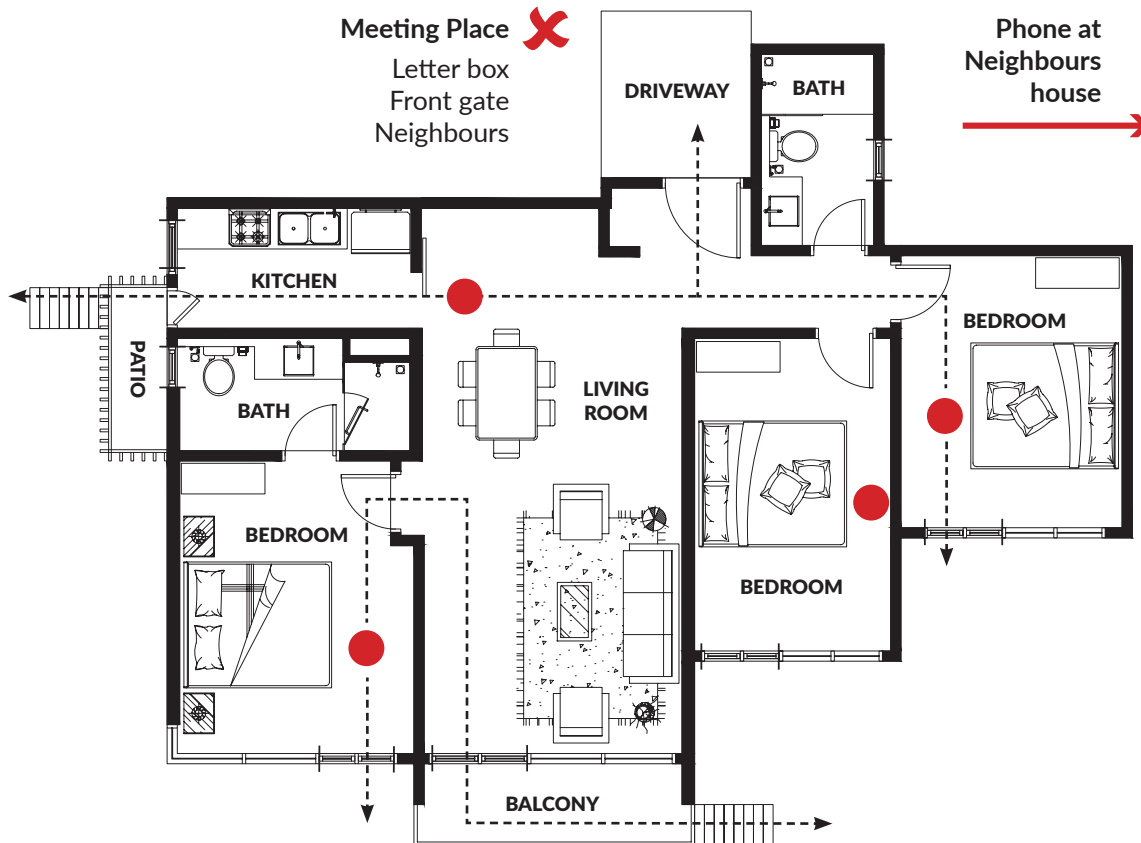 Meeting Place
Letter box
Front gate
Neighbours
DRIVEWAY
BATH
Phone at
Neighbours
house
KITCHEN
BEDROOM
PATIO
BATH
LIVING
ROOM
BEDROOM
BEDROOM
BALCONY